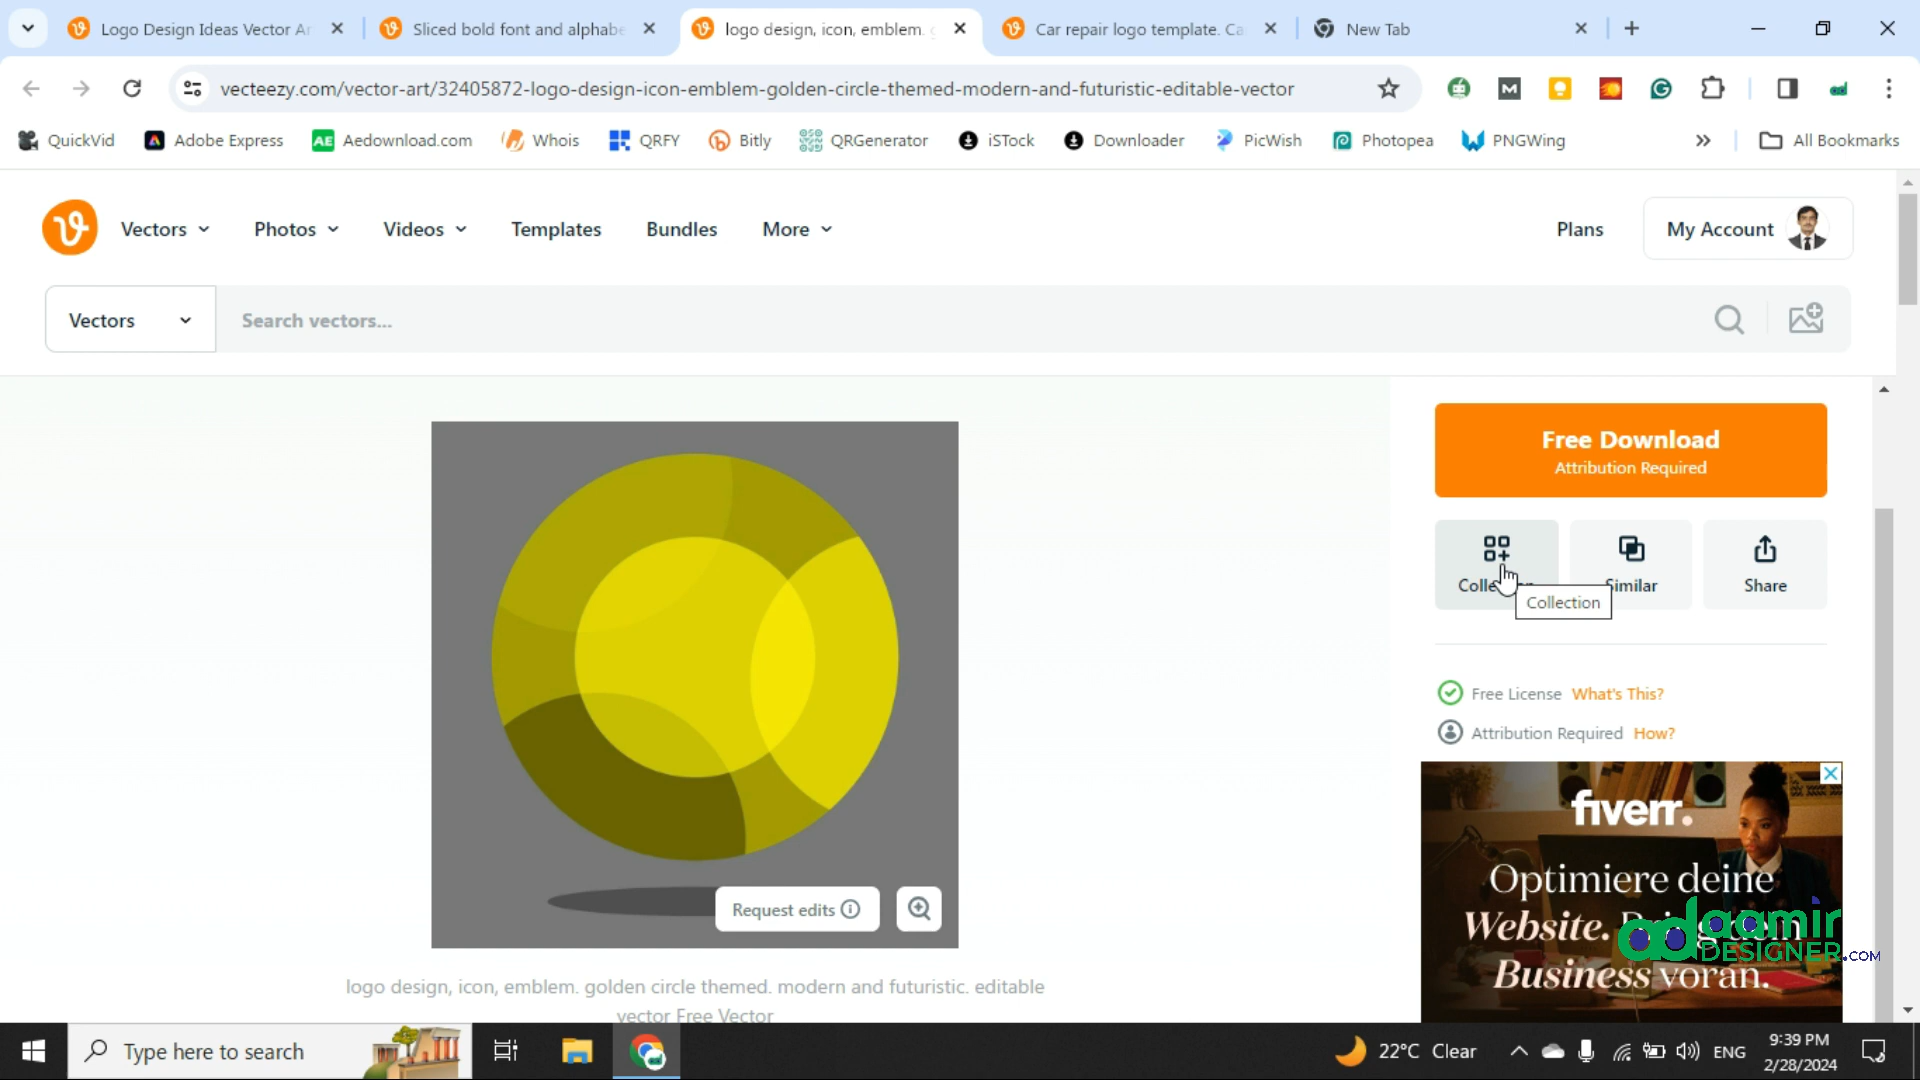 Logo Design Ideas Vector Ar
Sliced bold font and alphabe
logo design, icon, emblem. g
Car repair logo template. Ca
New Tab
vecteezy.com/vector-art/32405872-logo-design-icon-emblem-golden-circle-themed-modern-and-futuristic-editable-vector
QuickVid
Adobe Express
Aedownload.com
Whois
QRFY
Bitly
QRGenerator
iSTock
Downloader
PicWish
Photopea
PNGWing
All Bookmarks
Vectors
Photos
Videos
Templates
Bundles
More
Plans
My Account
Vectors
Search vectors...
Free Download
Attribution Required
Similar
Share
Collection
Free License What's This?
Attribution Required How?
Request edits
logo design, icon, emblem. golden circle themed. modern and futuristic. editable
vector Free Vector
fiverr.
Optimiere deine
Website.
Business voran.
ad aamir
DESIGNER.COM
Type here to search
22°C Clear
ENG
9:39 PM
2/28/2024